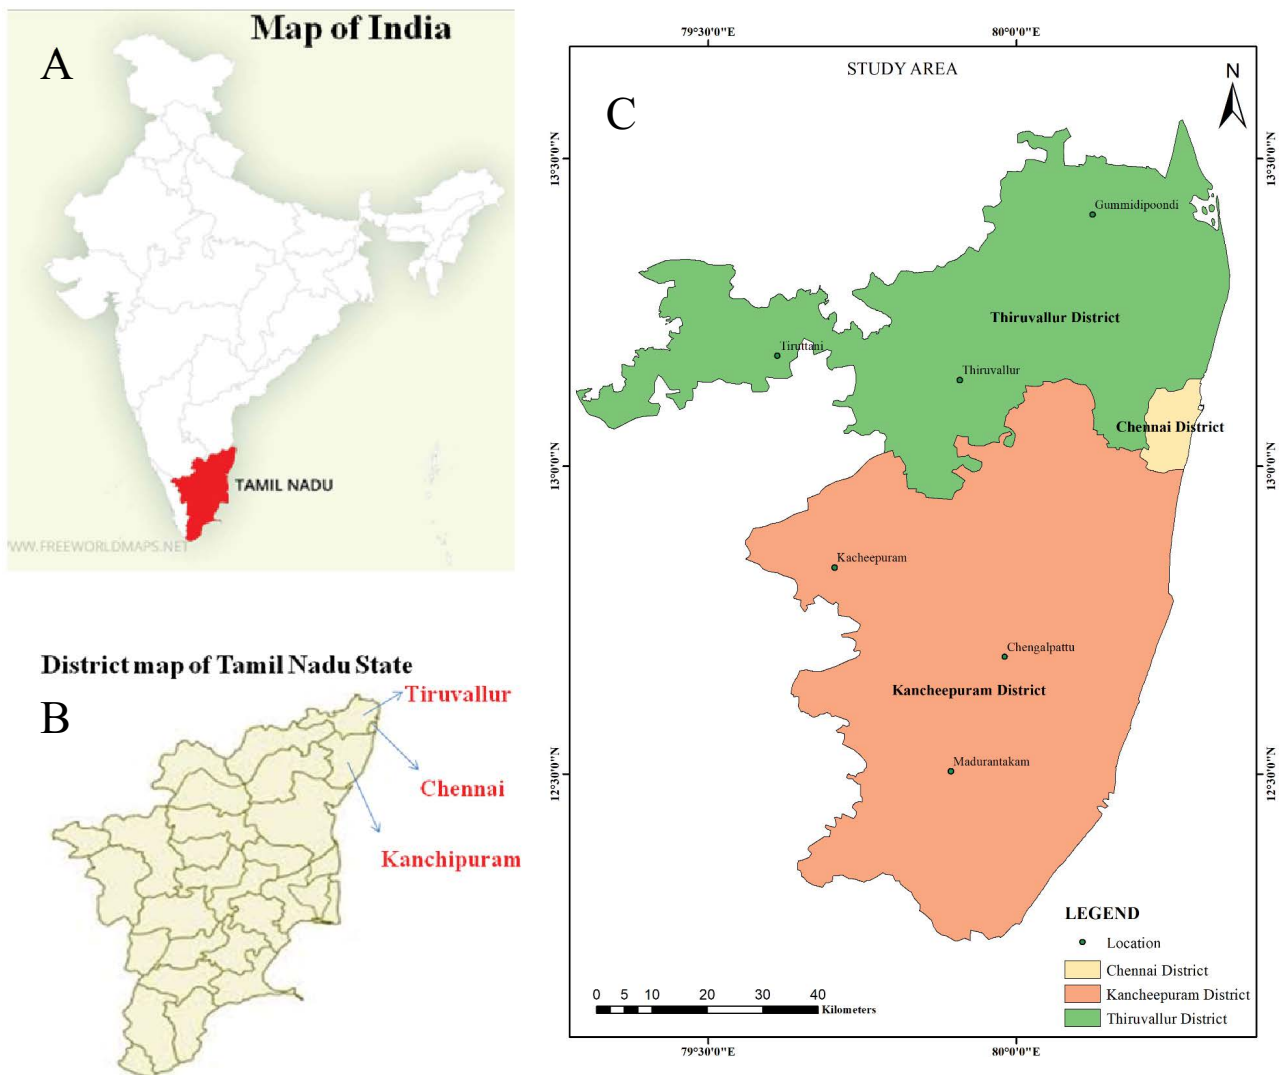 Map of India
A
TAMIL NADU
WWW.FREEWORLDMAPS.NET
District map of Tamil Nadu State
B
Tiruvallur
Chennai
Kanchipuram
79°30'0"E
80°0'0"E
STUDY AREA
N
C
13°30'0"N
13°30'0"N
Gummidipoondi
Thiruvallur District
Tiruttani
Thiruvallur
Chennai District
13°0'0"N
13°0'0"N
Kacheepuram
Chengalpattu
Kancheepuram District
Madurantakam
12°30'0"N
12°30'0"N
LEGEND
Location
Chennai District
Kancheepuram District
Thiruvallur District
0 5 10 20 30 40
Kilometers
79°30'0"E
80°0'0"E